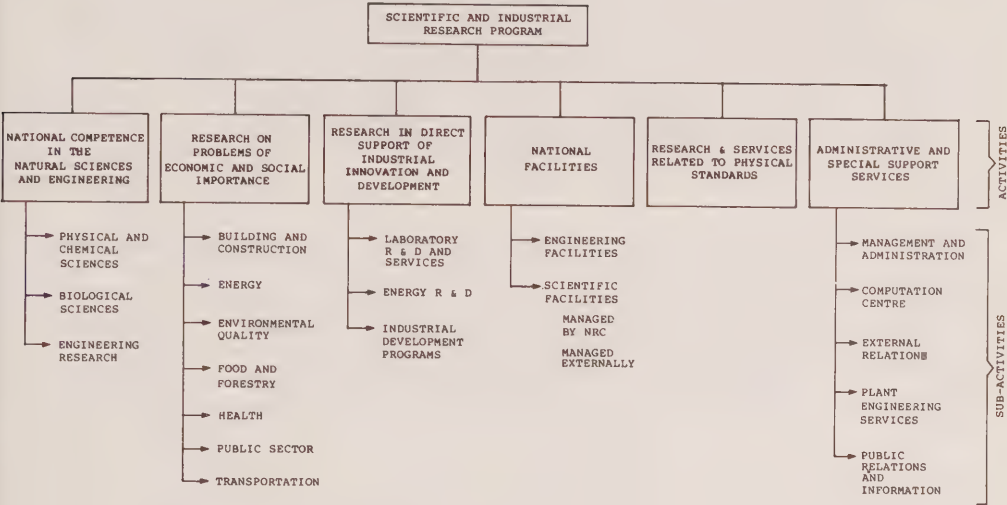 SCIENTIFIC AND INDUSTRIAL
RESEARCH PROGRAM
NATIONAL COMPETENCE
IN THE
NATURAL SCIENCES
AND ENGINEERING
RESEARCH ON
PROBLEMS OF
ECONOMIC AND SOCIAL
IMPORTANCE
RESEARCH IN DIRECT
SUPPORT OF
INDUSTRIAL
INNOVATION AND
DEVELOPMENT
NATIONAL
FACILITIES
RESEARCH & SERVICES
RELATED TO PHYSICAL
STANDARDS
ADMINISTRATIVE AND
SPECIAL SUPPORT
SERVICES
ACTIVITIES
PHYSICAL AND
CHEMICAL
SCIENCES
BIOLOGICAL
SCIENCES
ENGINEERING
RESEARCH
BUILDING AND
CONSTRUCTION
ENERGY
ENVIRONMENTAL
QUALITY
FOOD AND
FORESTRY
HEALTH
PUBLIC SECTOR
TRANSPORTATION
LABORATORY
R & D AND
SERVICES
ENERGY R & D
INDUSTRIAL
DEVELOPMENT
PROGRAMS
ENGINEERING
FACILITIES
SCIENTIFIC
FACILITIES
MANAGED
BY NRC
MANAGED
EXTERNALLY
MANAGEMENT AND
ADMINISTRATION
COMPUTATION
CENTRE
EXTERNAL
RELATIONS
PLANT
ENGINEERING
SERVICES
PUBLIC
RELATIONS
AND
INFORMATION
SUB-ACTIVITIES